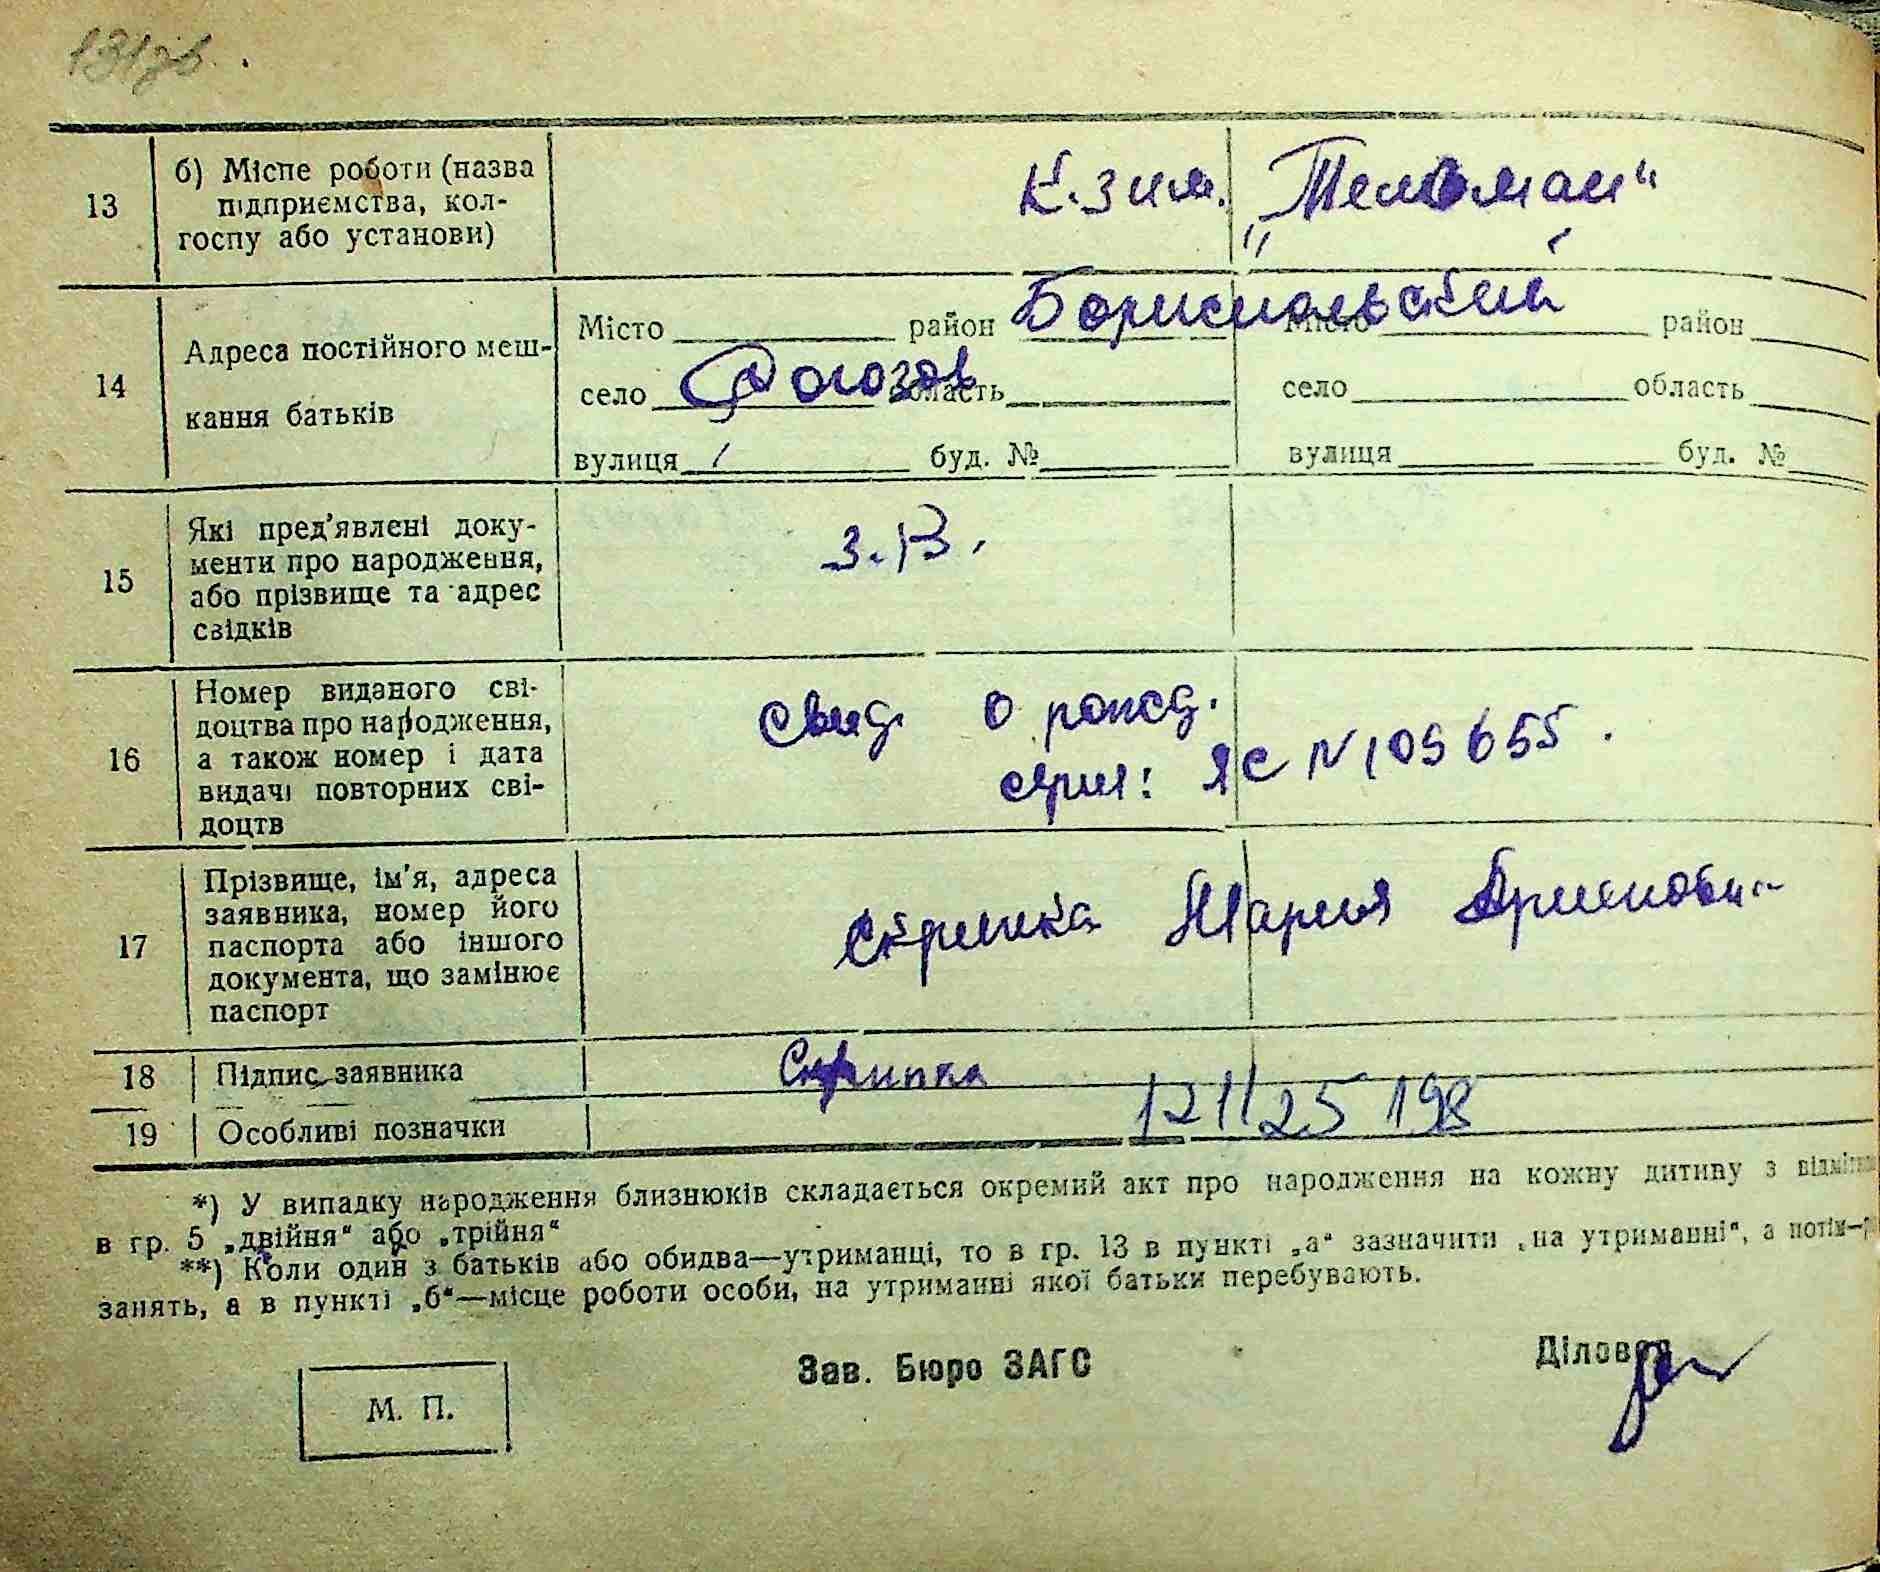 131зв.
13
б) Місце роботи (назва
підприємства, кол-
госпу або установи)
К-з им. „Тельман"
14
Адреса постійного меш-
кання батьків
Місто район Бориспольский Місто район
село Рогозов область село область
вулиця буд. № вулиця буд. №
15
Які пред'явлені доку-
менти про народження,
або прізвище та адрес
свідків
З.В.
16
Номер виданого сві-
доцтва про народження,
а також номер і дата
видачі повторних сві-
доцтв
Свид. о рожд.
серия: ЯС N 109655.
17
Прізвище, ім'я, адреса
заявника, номер його
паспорта або іншого
документа, що замінює
паспорт
Скрипка Мария
18 Підпис заявника Скрипка
19 Особливі позначки
*) У випадку народження близнюків складається окремий акт про народження на кожну дитину з відміткою
в гр. 5 „двійня" або „трійня"
**) Коли один з батьків або обидва—утриманці, то в гр. 13 в пункті „а" зазначити „на утриманні", а потім—
занять, а в пункті „б"—місце роботи особи, на утриманні якої батьки перебувають.
М. П.
Зав. Бюро ЗАГС
Діловод